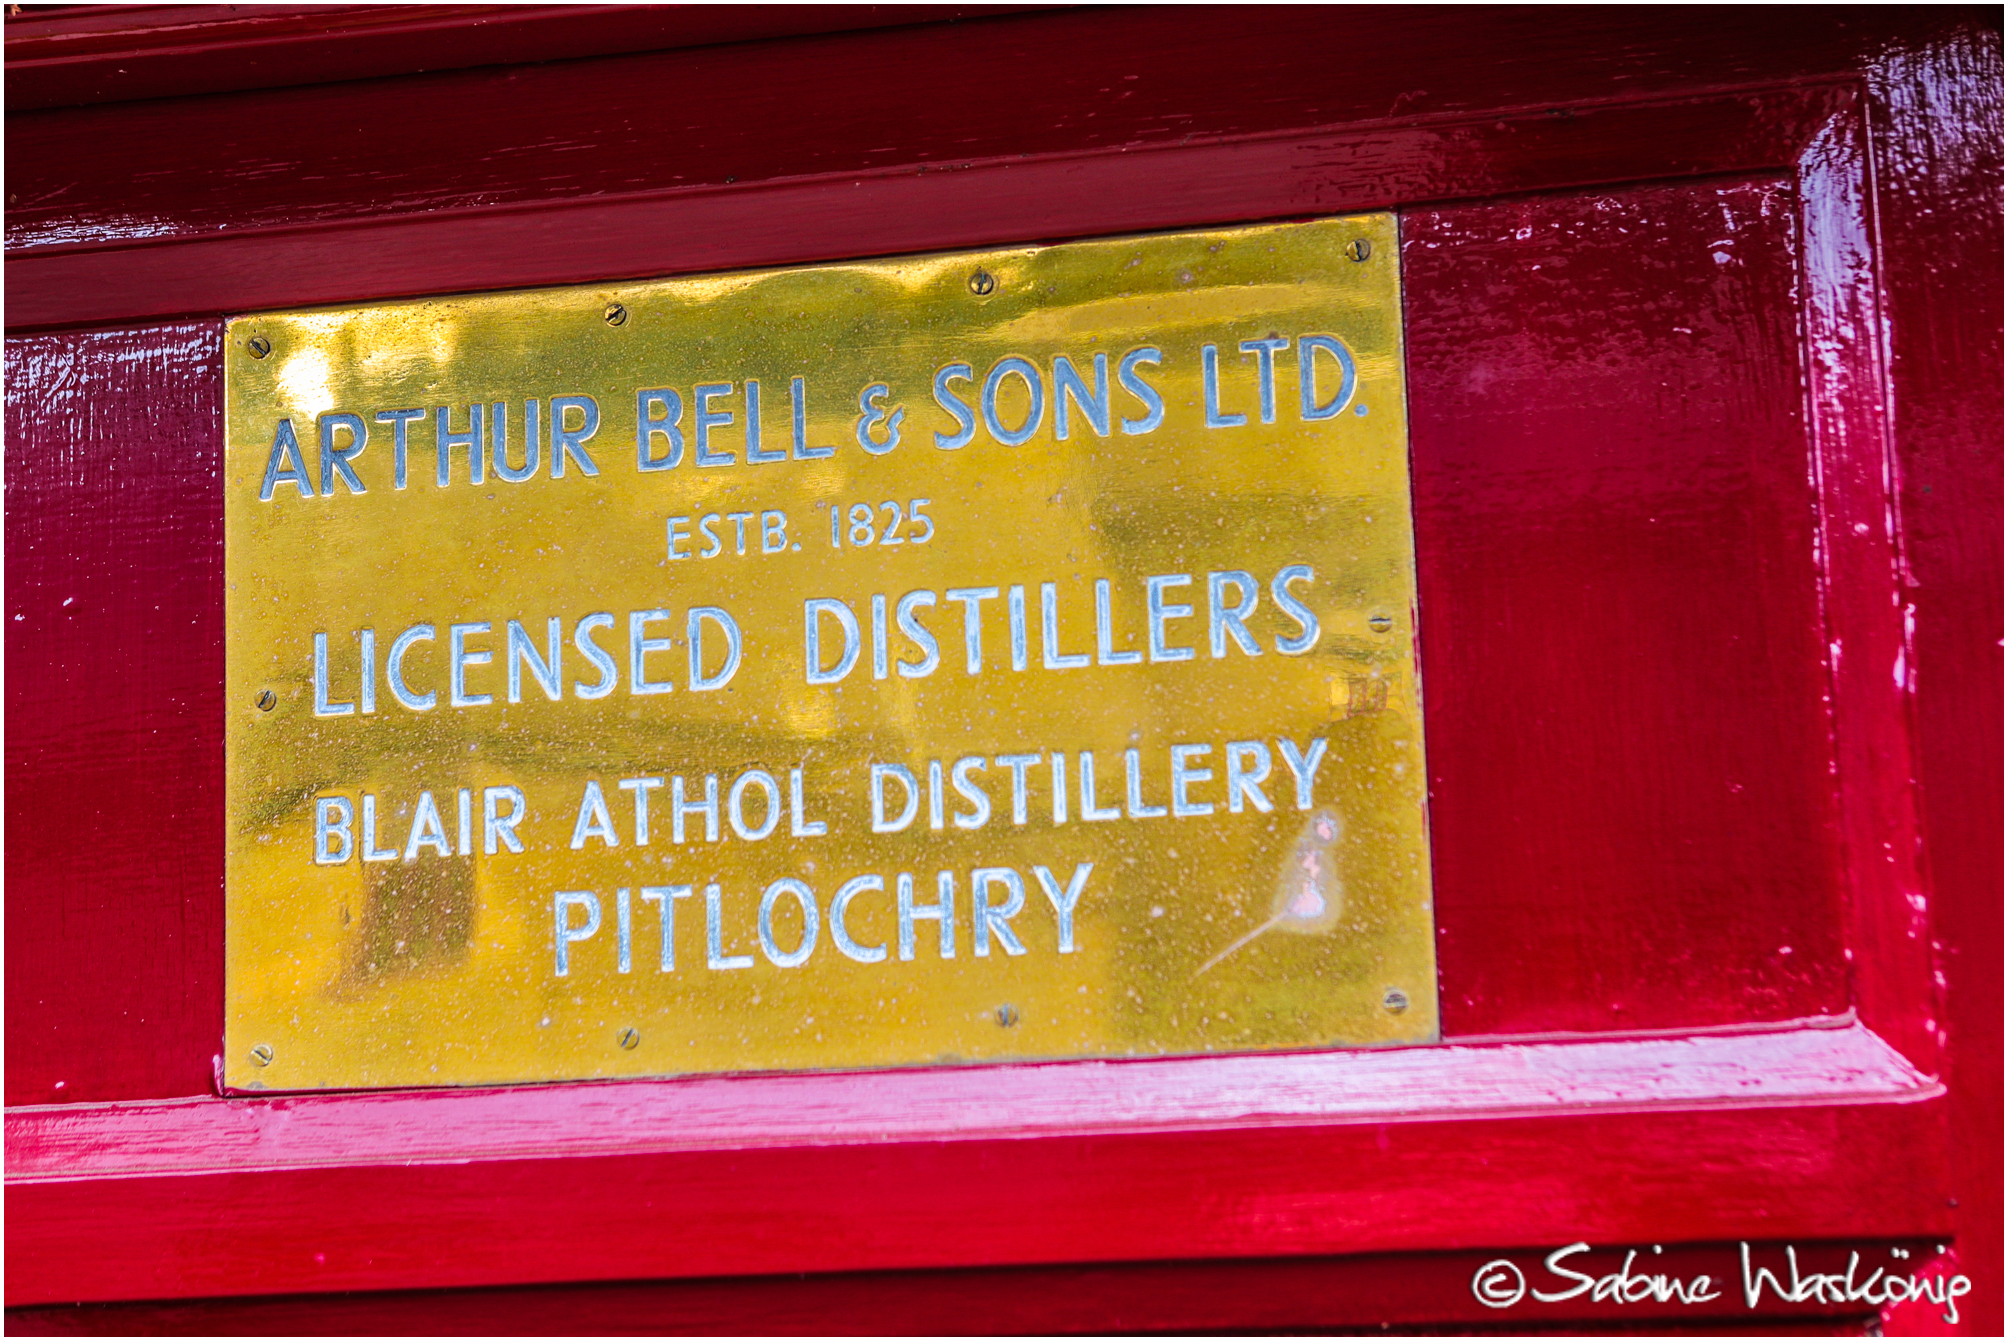 ARTHUR BELL & SONS LTD.
ESTB. 1825
LICENSED DISTILLERS
BLAIR ATHOL DISTILLERY
PITLOCHRY
© Sabine Waskönig